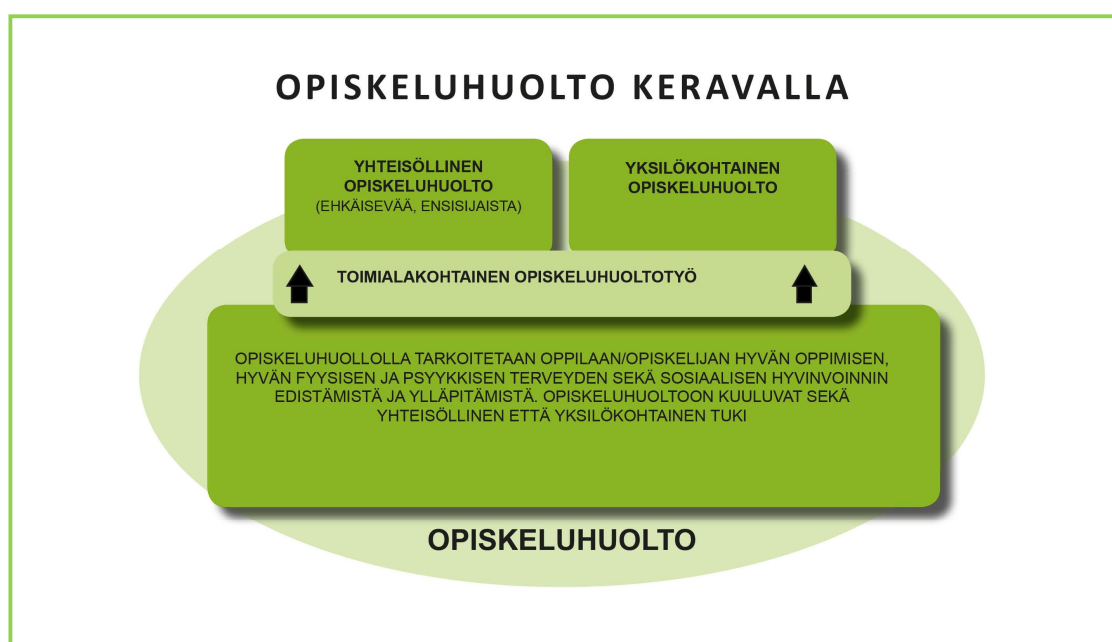 OPISKELUHUOLTO KERAVALLA
YHTEISÖLLINEN
OPISKELUHUOLTO
(EHKÄISEVÄÄ, ENSISIJAISTA)
YKSILÖKOHTAINEN
OPISKELUHUOLTO
TOIMIALAKOHTAINEN OPISKELUHUOLTOTYÖ
OPISKELUHUOLLOLLA TARKOITETAAN OPPILAAN/OPISKELIJAN HYVÄN OPPIMISEN,
HYVÄN FYYSISEN JA PSYYKKISEN TERVEYDEN SEKÄ SOSIAALISEN HYVINVOINNIN
EDISTÄMISTÄ JA YLLÄPITÄMISTÄ. OPISKELUHUOLTOON KUULUVAT SEKÄ
YHTEISÖLLINEN ETTÄ YKSILÖKOHTAINEN TUKI
OPISKELUHUOLTO